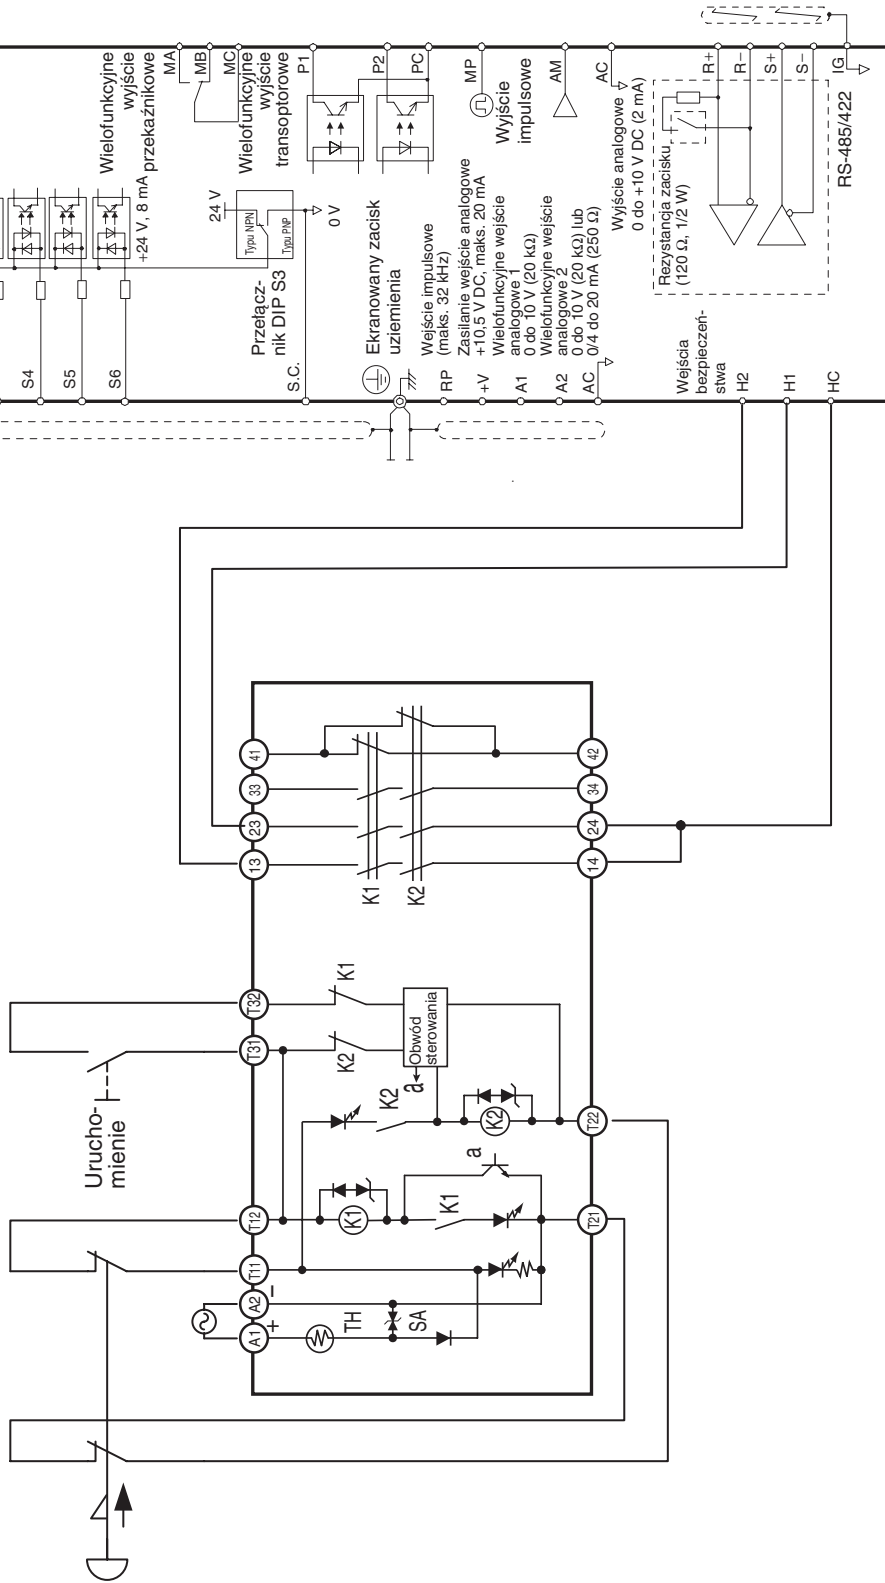 MA
MB
MC
P1
P2
PC
MP
AM
AC
R+
R−
S+
S−
IG
Wielofunkcyjne
wyjście
przekaźnikowe
Wielofunkcyjne
wyjście
transoptorowe
Wyjście
impulsowe
Wyjście analogowe
0 do +10 V DC (2 mA)
Rezystancja zacisku
(120 Ω, 1/2 W)
RS-485/422
+24 V, 8 mA
24 V
Typu NPN
Typu PNP
0 V
Przełącz-
nik DIP S3
Ekranowany zacisk
uziemienia
Wejście impulsowe
(maks. 32 kHz)
Zasilanie wejście analogowe
+10,5 V DC, maks. 20 mA
Wielofunkcyjne wejście
analogowe 1
0 do 10 V (20 kΩ)
Wielofunkcyjne wejście
analogowe 2
0 do 10 V (20 kΩ) lub
0/4 do 20 mA (250 Ω)
Wejścia
bezpieczeń-
stwa
S4
S5
S6
S.C.
RP
+V
A1
A2
AC
H2
H1
HC
41
33
23
13
42
34
24
14
K1
K2
T32
T31
K1
K2
Obwód
sterowania
a
K2
K2
T22
Urucho-
mienie
T12
T11
A2
A1
−
+
K1
K1
a
T21
TH
SA